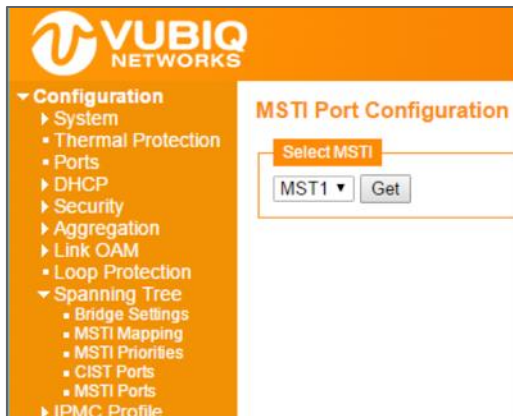 VUBIQ
NETWORKS
Configuration
System
Thermal Protection
Ports
DHCP
Security
Aggregation
Link OAM
Loop Protection
Spanning Tree
Bridge Settings
MSTI Mapping
MSTI Priorities
CIST Ports
MSTI Ports
IPMC Profile
MSTI Port Configuration
Select MSTI
MST1 Get